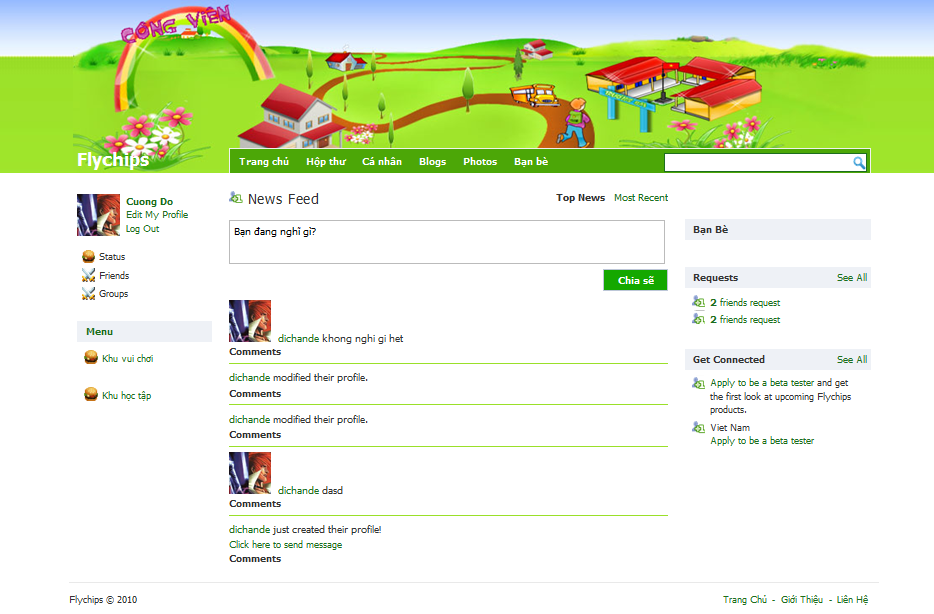 CÔNG VIÊN
Flychips
Trang chủ Hộp thư Cá nhân Blogs Photos Bạn bè
Cuong Do
Edit My Profile
Log Out
Status
Friends
Groups
Menu
Khu vui chơi
Khu học tập
News Feed
Top News Most Recent
Bạn đang nghĩ gì?
Chia sẽ
dichande khong nghi gi het
Comments
dichande modified their profile.
Comments
dichande modified their profile.
Comments
dichande dasd
Comments
dichande just created their profile!
Click here to send message
Comments
Bạn Bè
Requests See All
2 friends request
2 friends request
Get Connected See All
Apply to be a beta tester and get
the first look at upcoming Flychips
products.
Viet Nam
Apply to be a beta tester
Flychips © 2010
Trang Chủ - Giới Thiệu - Liên Hệ